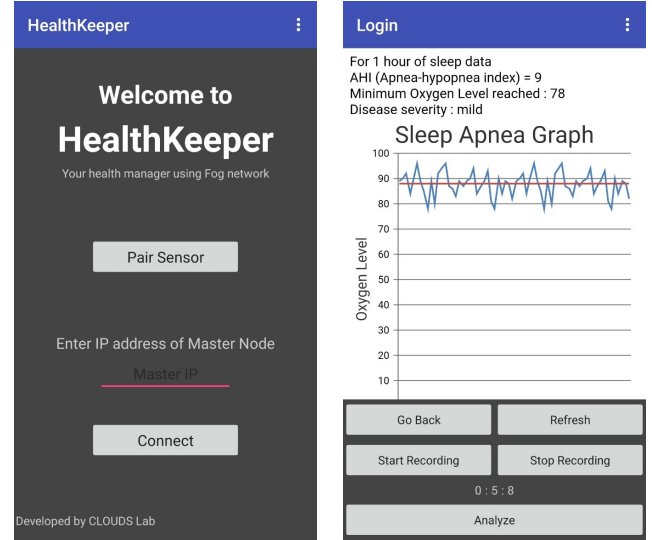 HealthKeeper
Welcome to
HealthKeeper
Your health manager using Fog network
Pair Sensor
Enter IP address of Master Node
Master IP
Connect
Developed by CLOUDS Lab
Login
For 1 hour of sleep data
AHI (Apnea-hypopnea index) = 9
Minimum Oxygen Level reached : 78
Disease severity : mild
Sleep Apnea Graph
100
90
80
70
60
50
40
30
20
10
Oxygen Level
Go Back
Refresh
Start Recording
Stop Recording
0 : 5 : 8
Analyze